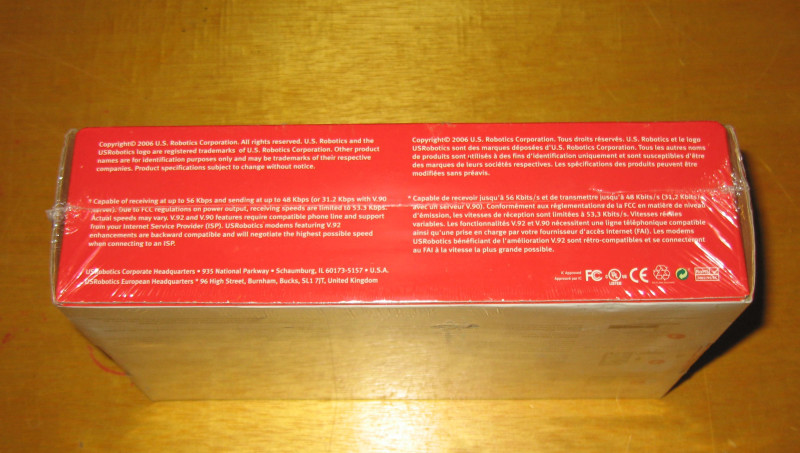 Copyright© 2006 U.S. Robotics Corporation. All rights reserved. U.S. Robotics and the
USRobotics logo are registered trademarks of U.S. Robotics Corporation. Other product
names are for identification purposes only and may be trademarks of their respective
companies. Product specifications subject to change without notice.
* Capable of receiving at up to 56 Kbps and sending at up to 48 Kbps (or 31.2 Kbps with V.90
server). Due to FCC regulations on power output, receiving speeds are limited to 53.3 Kbps.
Actual speeds may vary. V.92 and V.90 features require compatible phone line and support
from your Internet Service Provider (ISP). USRobotics modems featuring V.92
enhancements are backward compatible and will negotiate the highest possible speed
when connecting to an ISP.
USRobotics Corporate Headquarters • 935 National Parkway • Schaumburg, IL 60173-5157 • U.S.A.
USRobotics European Headquarters * 96 High Street, Burnham, Bucks, SL1 7JT, United Kingdom
Copyright© 2006 U.S. Robotics Corporation. Tous droits réservés. U.S. Robotics et le logo
USRobotics sont des marques déposées d'U.S. Robotics Corporation. Tous les autres noms
de produits sont utilisés à des fins d'identification uniquement et sont susceptibles d'être
des marques de leurs sociétés respectives. Les spécifications des produits peuvent être
modifiées sans préavis.
* Capable de recevoir jusqu'à 56 Kbits/s et de transmettre jusqu'à 48 Kbits/s (31,2 Kbits/s
avec un serveur V.90). Conformément aux réglementations de la FCC en matière de niveau
d'émission, les vitesses de réception sont limitées à 53,3 Kbits/s. Vitesses réelles
variables. Les fonctionnalités V.92 et V.90 nécessitent une ligne téléphonique compatible
ainsi qu'une prise en charge par votre fournisseur d'accès Internet (FAI). Les modems
USRobotics bénéficiant de l'amélioration V.92 sont rétro-compatibles et se connecteront
au FAI à la vitesse la plus grande possible.
FC UL CE